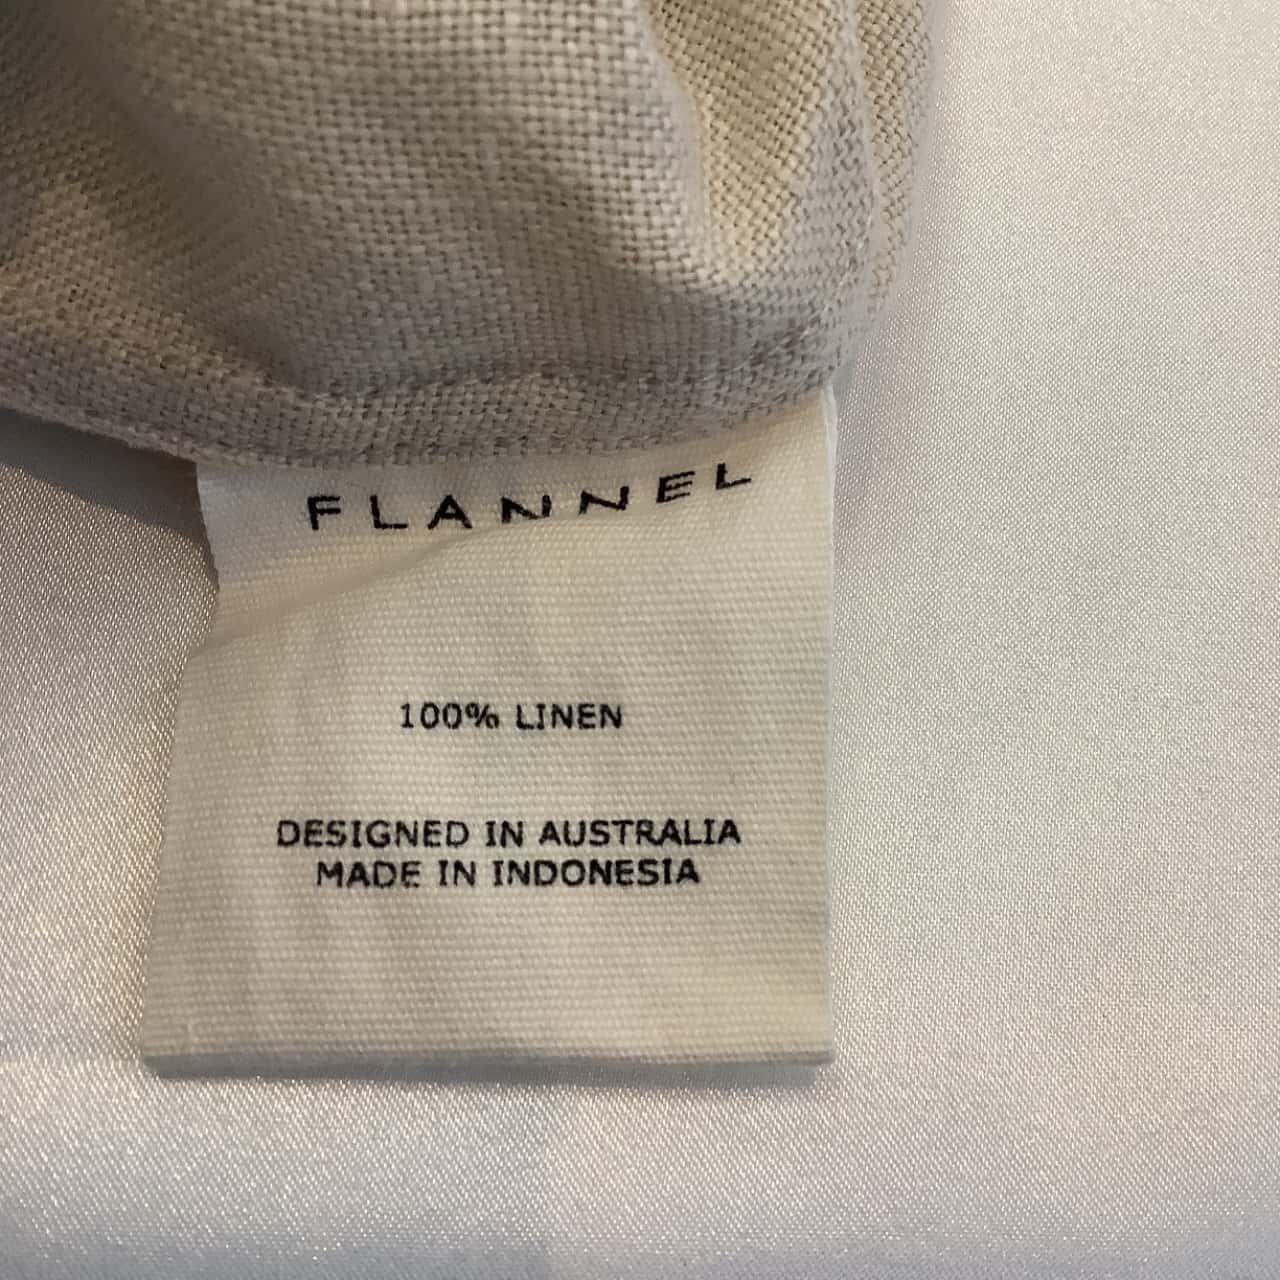 FLANNEL
100% LINEN
DESIGNED IN AUSTRALIA
MADE IN INDONESIA